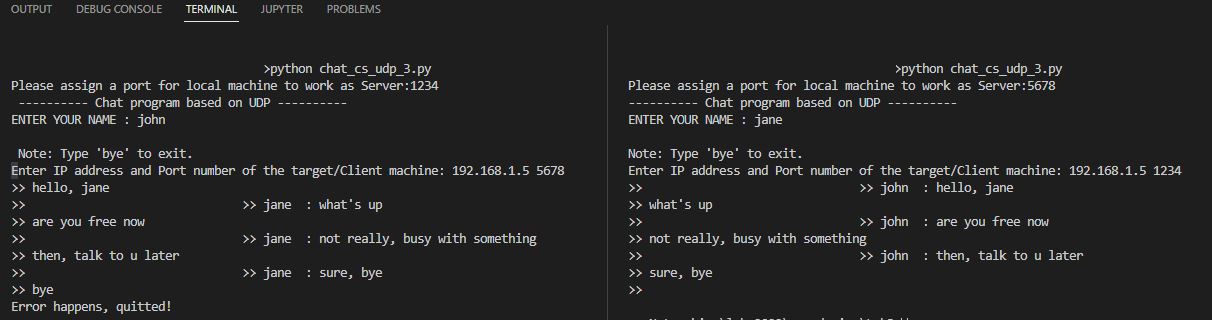 OUTPUT DEBUG CONSOLE TERMINAL JUPYTER PROBLEMS
>python chat_cs_udp_3.py
Please assign a port for local machine to work as Server:1234
---------- Chat program based on UDP ----------
ENTER YOUR NAME : john
Note: Type 'bye' to exit.
Enter IP address and Port number of the target/Client machine: 192.168.1.5 5678
>> hello, jane
>> >> jane : what's up
>> are you free now
>> >> jane : not really, busy with something
>> then, talk to u later
>> >> jane : sure, bye
>> bye
Error happens, quitted!
>python chat_cs_udp_3.py
Please assign a port for local machine to work as Server:5678
---------- Chat program based on UDP ----------
ENTER YOUR NAME : jane
Note: Type 'bye' to exit.
Enter IP address and Port number of the target/Client machine: 192.168.1.5 1234
>> >> john : hello, jane
>> what's up
>> >> john : are you free now
>> not really, busy with something
>> >> john : then, talk to u later
>> sure, bye
>>